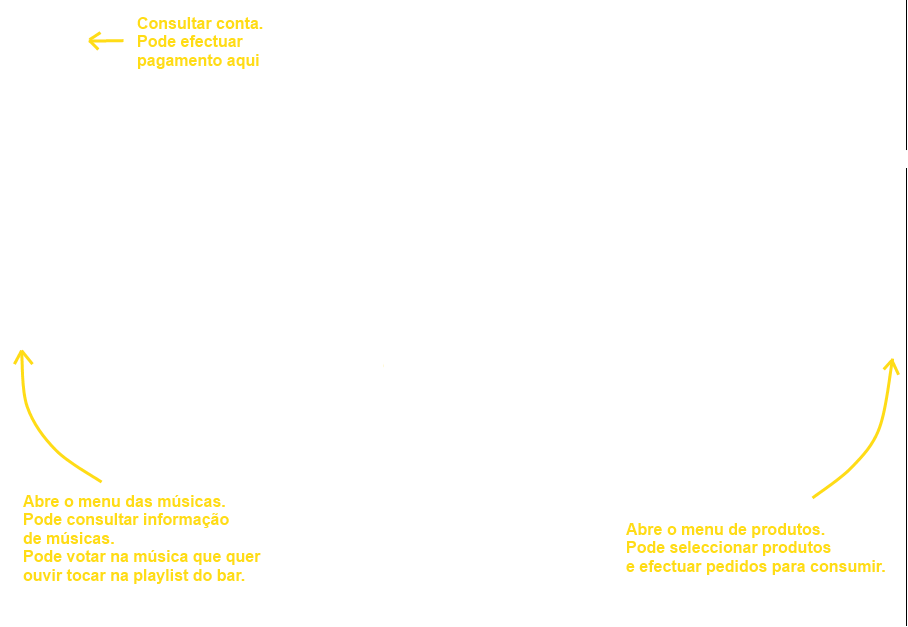 Consultar conta.
Pode efectuar
pagamento aqui
Abre o menu das músicas.
Pode consultar informação
de músicas.
Pode votar na música que quer
ouvir tocar na playlist do bar.
Abre o menu de produtos.
Pode seleccionar produtos
e efectuar pedidos para consumir.